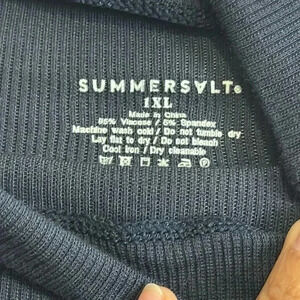 SUMMERSALT®
1XL
Made in China
95% Viscose / 5% Spandex
Machine wash cold / Do not tumble dry
Lay flat to dry / Do not bleach
Cool Iron / Dry cleanable